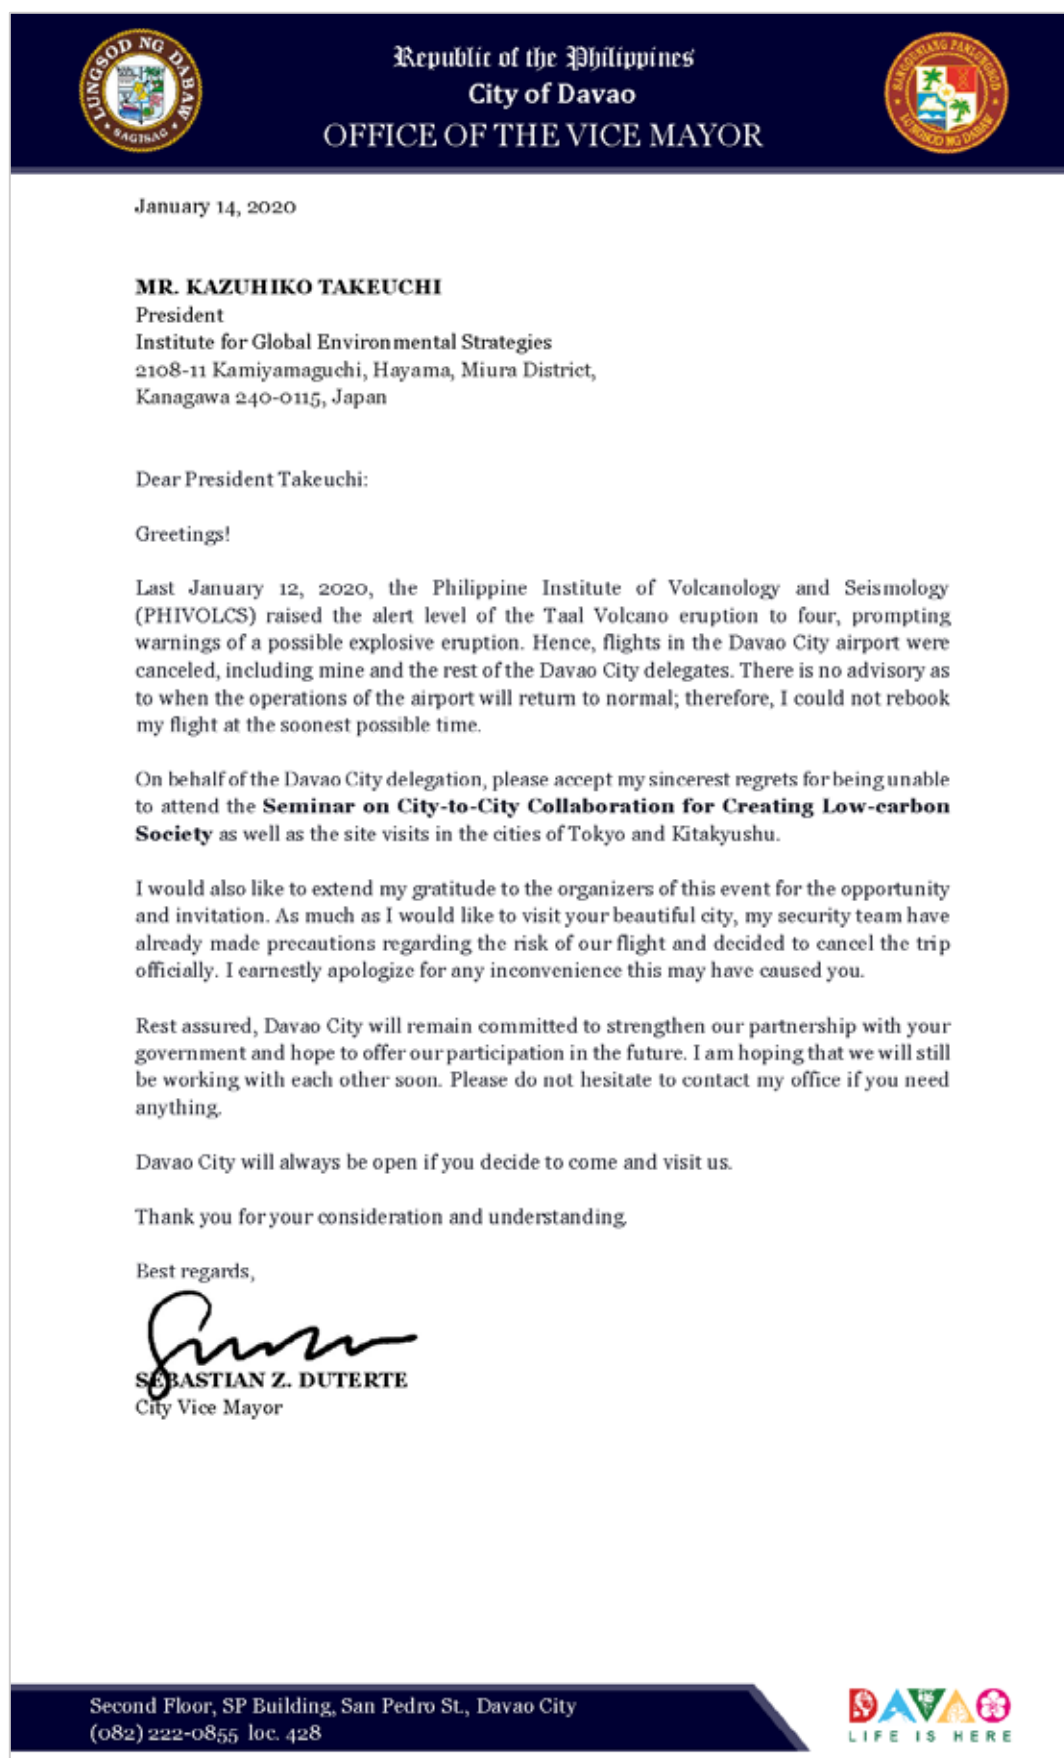 LUNGSOD NG DABAW
SAGISAG
Republic of the Philippines
City of Davao
OFFICE OF THE VICE MAYOR
SANGGUNIANG PANLUNGSOD
LUNGSOD NG DABAW
January 14, 2020
MR. KAZUHIKO TAKEUCHI
President
Institute for Global Environmental Strategies
2108-11 Kamiyamaguchi, Hayama, Miura District,
Kanagawa 240-0115, Japan
Dear President Takeuchi:
Greetings!
Last January 12, 2020, the Philippine Institute of Volcanology and Seismology
(PHIVOLCS) raised the alert level of the Taal Volcano eruption to four, prompting
warnings of a possible explosive eruption. Hence, flights in the Davao City airport were
canceled, including mine and the rest of the Davao City delegates. There is no advisory as
to when the operations of the airport will return to normal; therefore, I could not rebook
my flight at the soonest possible time.
On behalf of the Davao City delegation, please accept my sincerest regrets for being unable
to attend the Seminar on City-to-City Collaboration for Creating Low-carbon
Society as well as the site visits in the cities of Tokyo and Kitakyushu.
I would also like to extend my gratitude to the organizers of this event for the opportunity
and invitation. As much as I would like to visit your beautiful city, my security team have
already made precautions regarding the risk of our flight and decided to cancel the trip
officially. I earnestly apologize for any inconvenience this may have caused you.
Rest assured, Davao City will remain committed to strengthen our partnership with your
government and hope to offer our participation in the future. I am hoping that we will still
be working with each other soon. Please do not hesitate to contact my office if you need
anything.
Davao City will always be open if you decide to come and visit us.
Thank you for your consideration and understanding.
Best regards,
SEBASTIAN Z. DUTERTE
City Vice Mayor
Second Floor, SP Building, San Pedro St., Davao City
(082) 222-0855 loc. 428
DAVAO
LIFE IS HERE